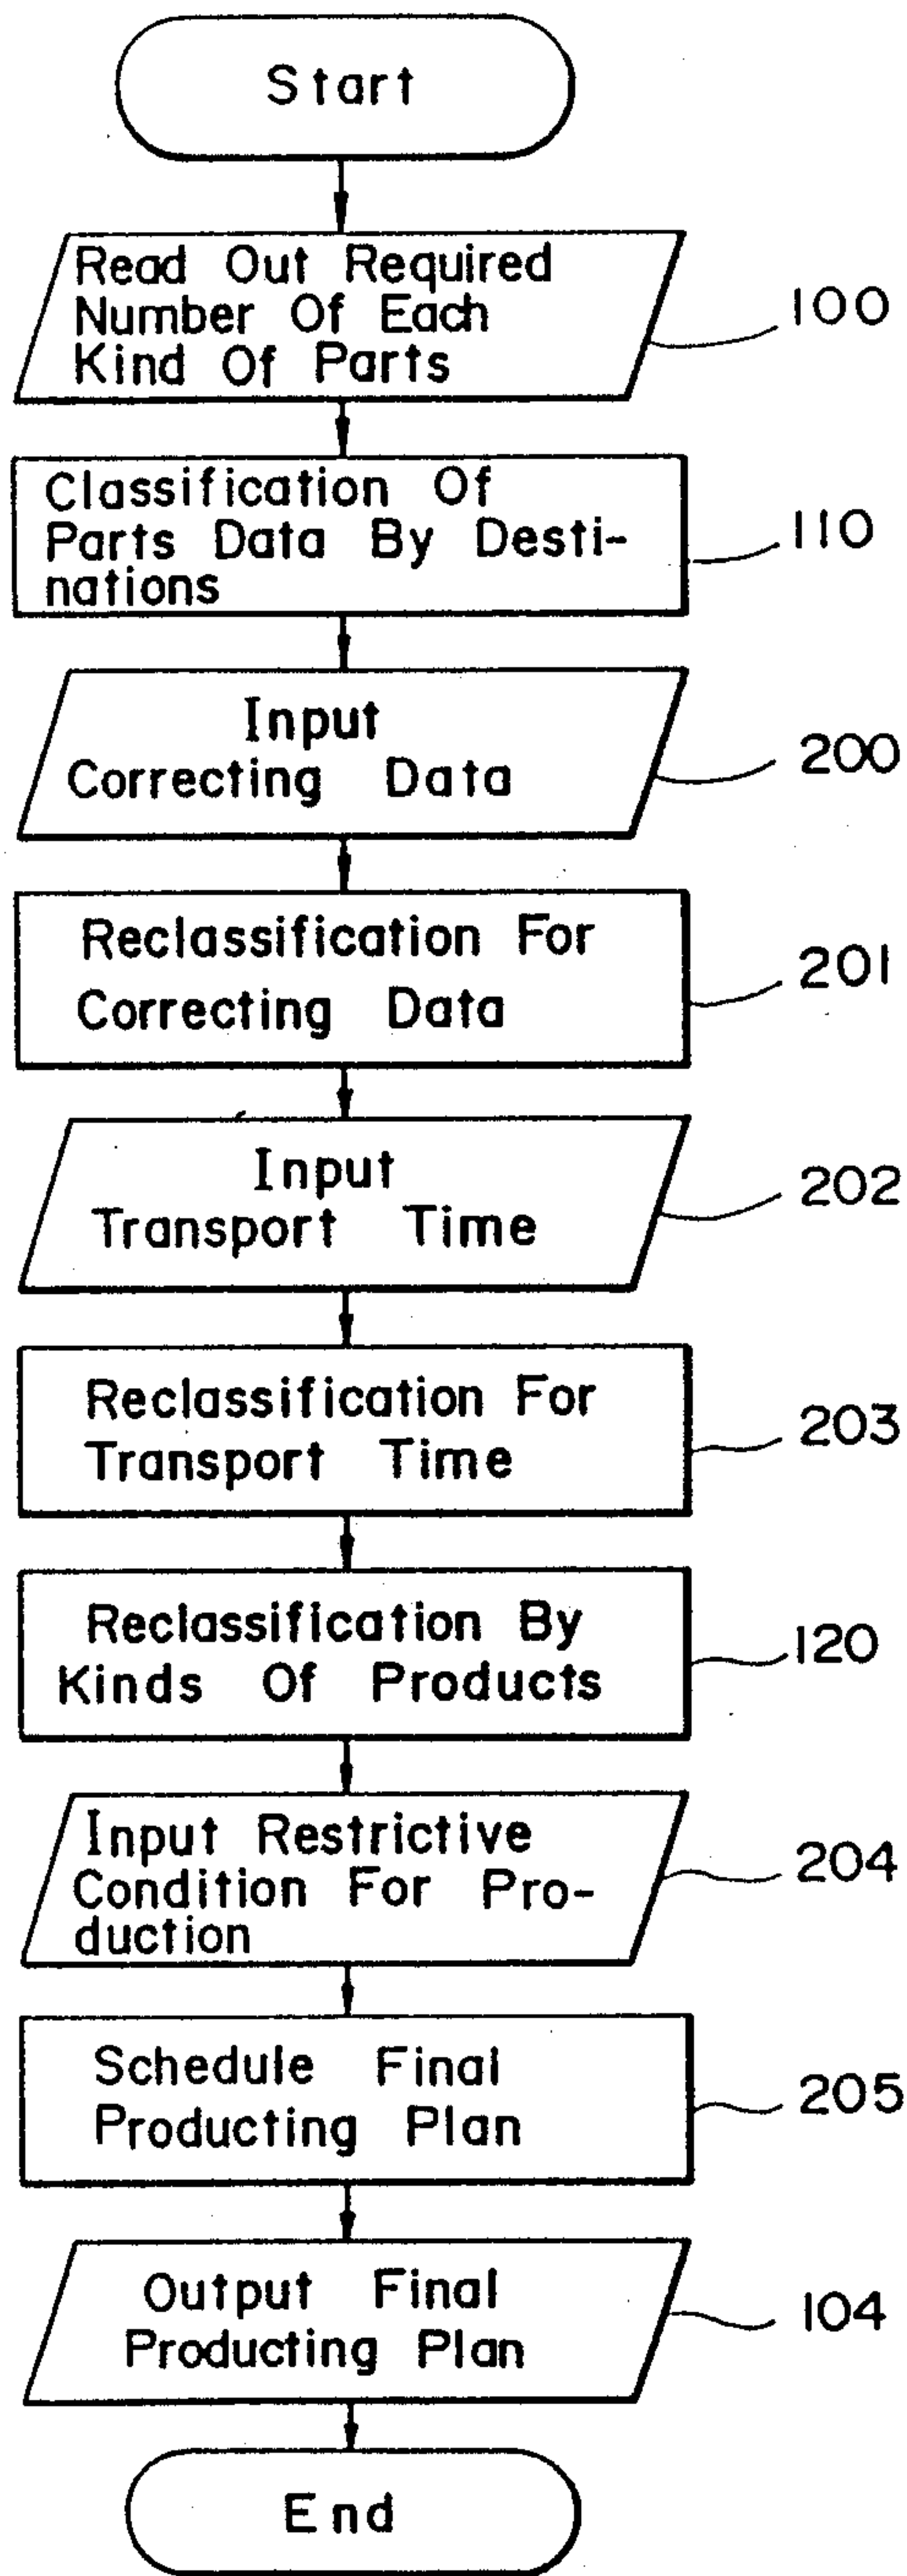 Start
Read Out Required
Number Of Each
Kind Of Parts
100
Classification Of
Parts Data By Desti-
nations
110
Input
Correcting Data
200
Reclassification For
Correcting Data
201
Input
Transport Time
202
Reclassification For
Transport Time
203
Reclassification By
Kinds Of Products
120
Input Restrictive
Condition For Pro-
duction
204
Schedule Final
Producting Plan
205
Output Final
Producting Plan
104
End